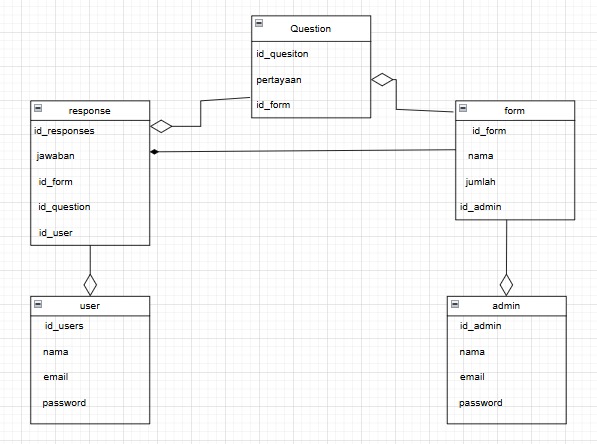 Question
id_quesiton
pertayaan
id_form
response
id_responses
jawaban
id_form
id_question
id_user
form
id_form
nama
jumlah
id_admin
user
id_users
nama
email
password
admin
id_admin
nama
email
password